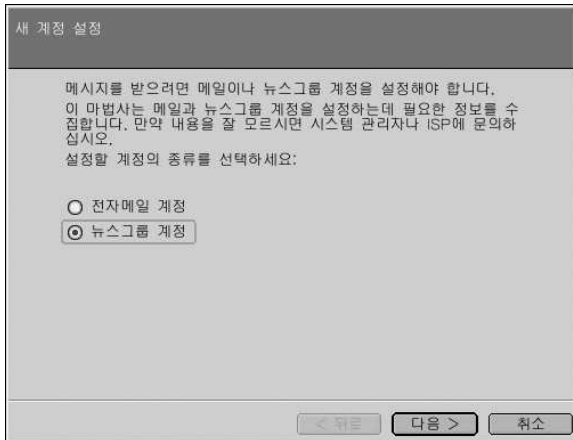 새 계정 설정
메시지를 받으려면 메일이나 뉴스그룹 계정을 설정해야 합니다.
이 마법사는 메일과 뉴스그룹 계정을 설정하는데 필요한 정보를 수
집합니다. 만약 내용을 잘 모르시면 시스템 관리자나 ISP에 문의하
십시오.
설정할 계정의 종류를 선택하세요:
전자메일 계정
뉴스그룹 계정
< 뒤로 다음 > 취소